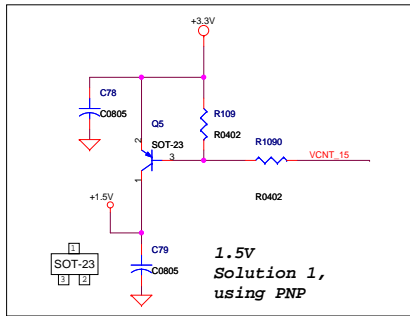 +3.3V
C78
C0805
R109
R0402
Q5
SOT-23
2
3
1
R1090
R0402
VCNT_15
+1.5V
C79
C0805
1.5V
Solution 1,
using PNP
1
SOT-23
3 2